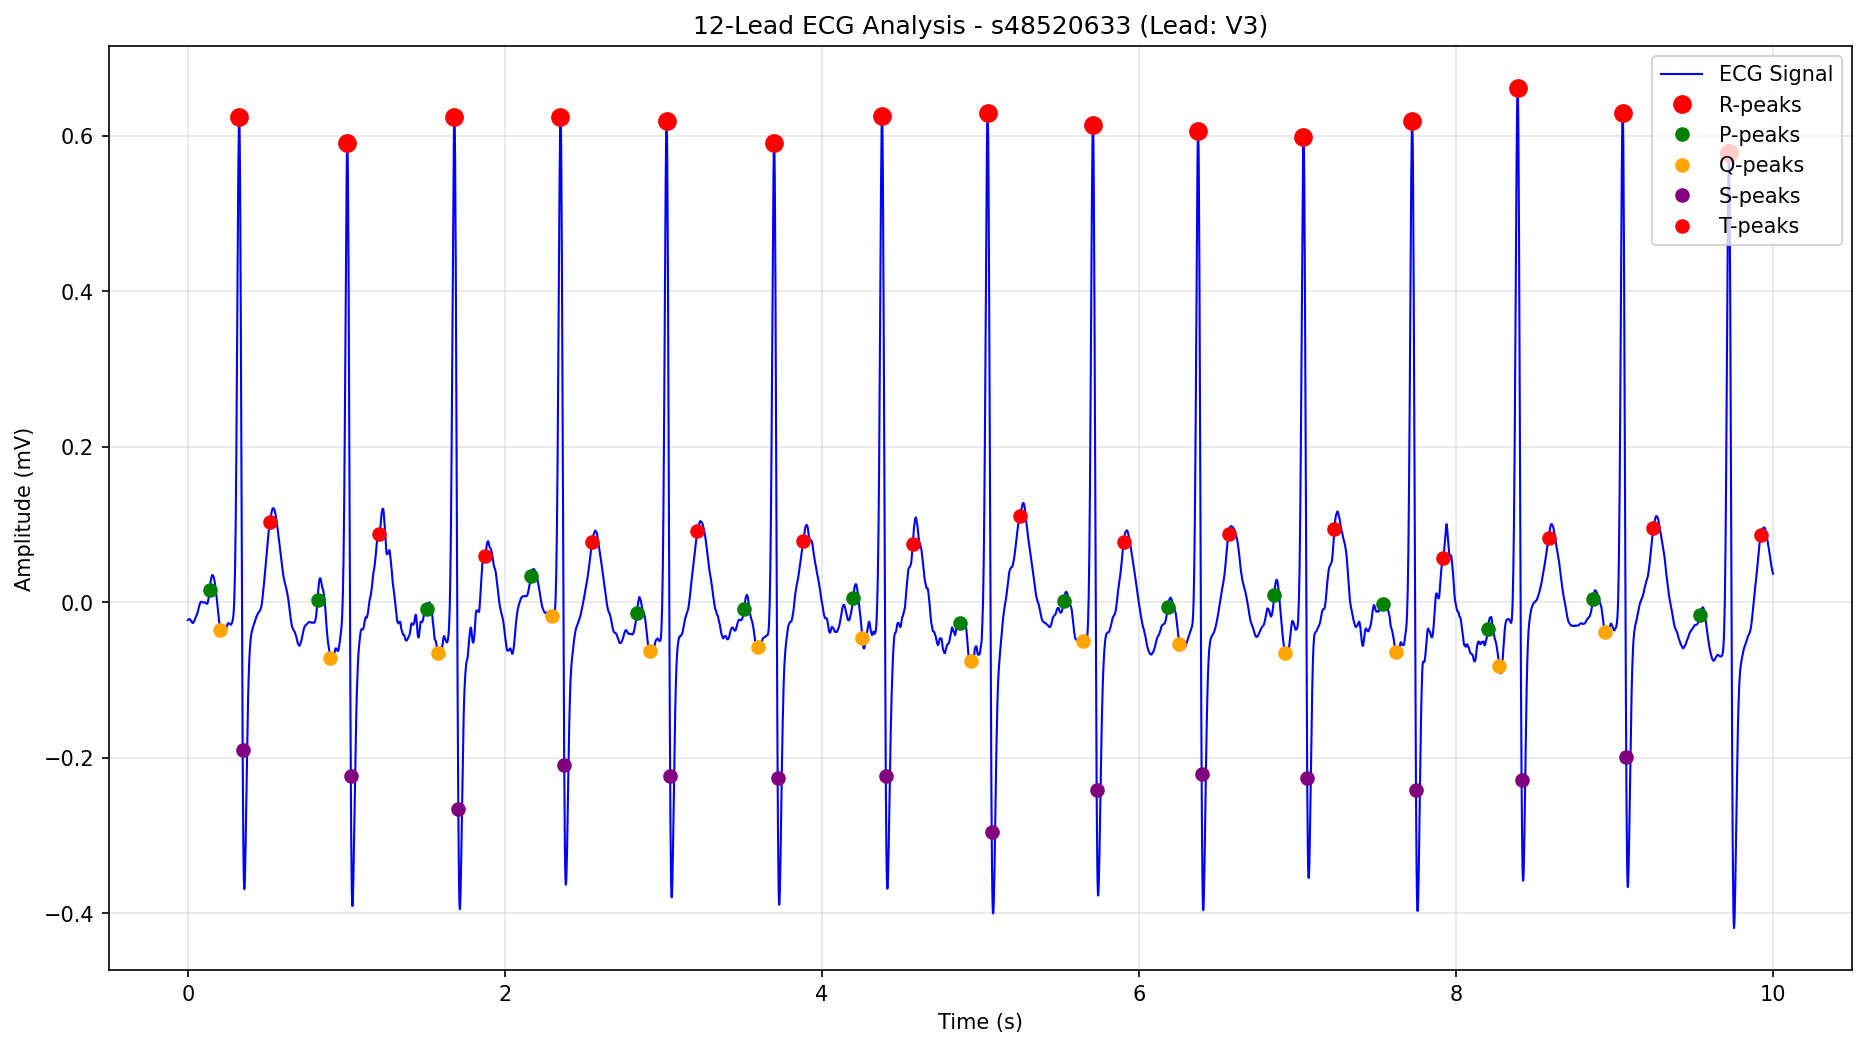 12-Lead ECG Analysis - s48520633 (Lead: V3)
ECG Signal
R-peaks
P-peaks
Q-peaks
S-peaks
T-peaks
Amplitude (mV)
0.6
0.4
0.2
0.0
−0.2
−0.4
0 2 4 6 8 10
Time (s)